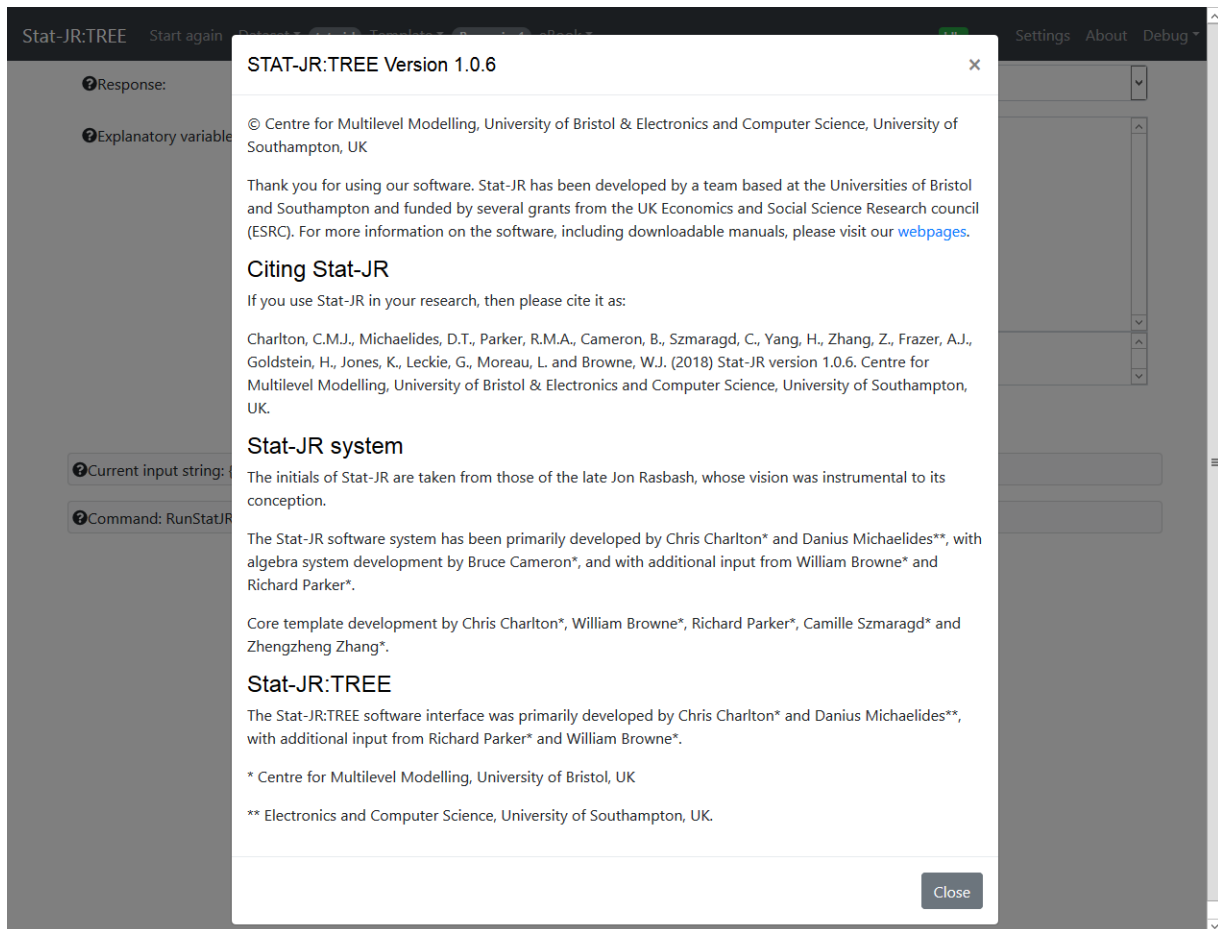 Stat-JR:TREE Start again Settings About Debug
STAT-JR:TREE Version 1.0.6 ×
Response:
© Centre for Multilevel Modelling, University of Bristol & Electronics and Computer Science, University of
Southampton, UK
Explanatory variable
Thank you for using our software. Stat-JR has been developed by a team based at the Universities of Bristol
and Southampton and funded by several grants from the UK Economics and Social Science Research council
(ESRC). For more information on the software, including downloadable manuals, please visit our webpages.
Citing Stat-JR
If you use Stat-JR in your research, then please cite it as:
Charlton, C.M.J., Michaelides, D.T., Parker, R.M.A., Cameron, B., Szmaragd, C., Yang, H., Zhang, Z., Frazer, A.J.,
Goldstein, H., Jones, K., Leckie, G., Moreau, L. and Browne, W.J. (2018) Stat-JR version 1.0.6. Centre for
Multilevel Modelling, University of Bristol & Electronics and Computer Science, University of Southampton,
UK.
Stat-JR system
Current input string: {
The initials of Stat-JR are taken from those of the late Jon Rasbash, whose vision was instrumental to its
conception.
Command: RunStatJR
The Stat-JR software system has been primarily developed by Chris Charlton* and Danius Michaelides**, with
algebra system development by Bruce Cameron*, and with additional input from William Browne* and
Richard Parker*.
Core template development by Chris Charlton*, William Browne*, Richard Parker*, Camille Szmaragd* and
Zhengzheng Zhang*.
Stat-JR:TREE
The Stat-JR:TREE software interface was primarily developed by Chris Charlton* and Danius Michaelides**,
with additional input from Richard Parker* and William Browne*.
* Centre for Multilevel Modelling, University of Bristol, UK
** Electronics and Computer Science, University of Southampton, UK.
Close